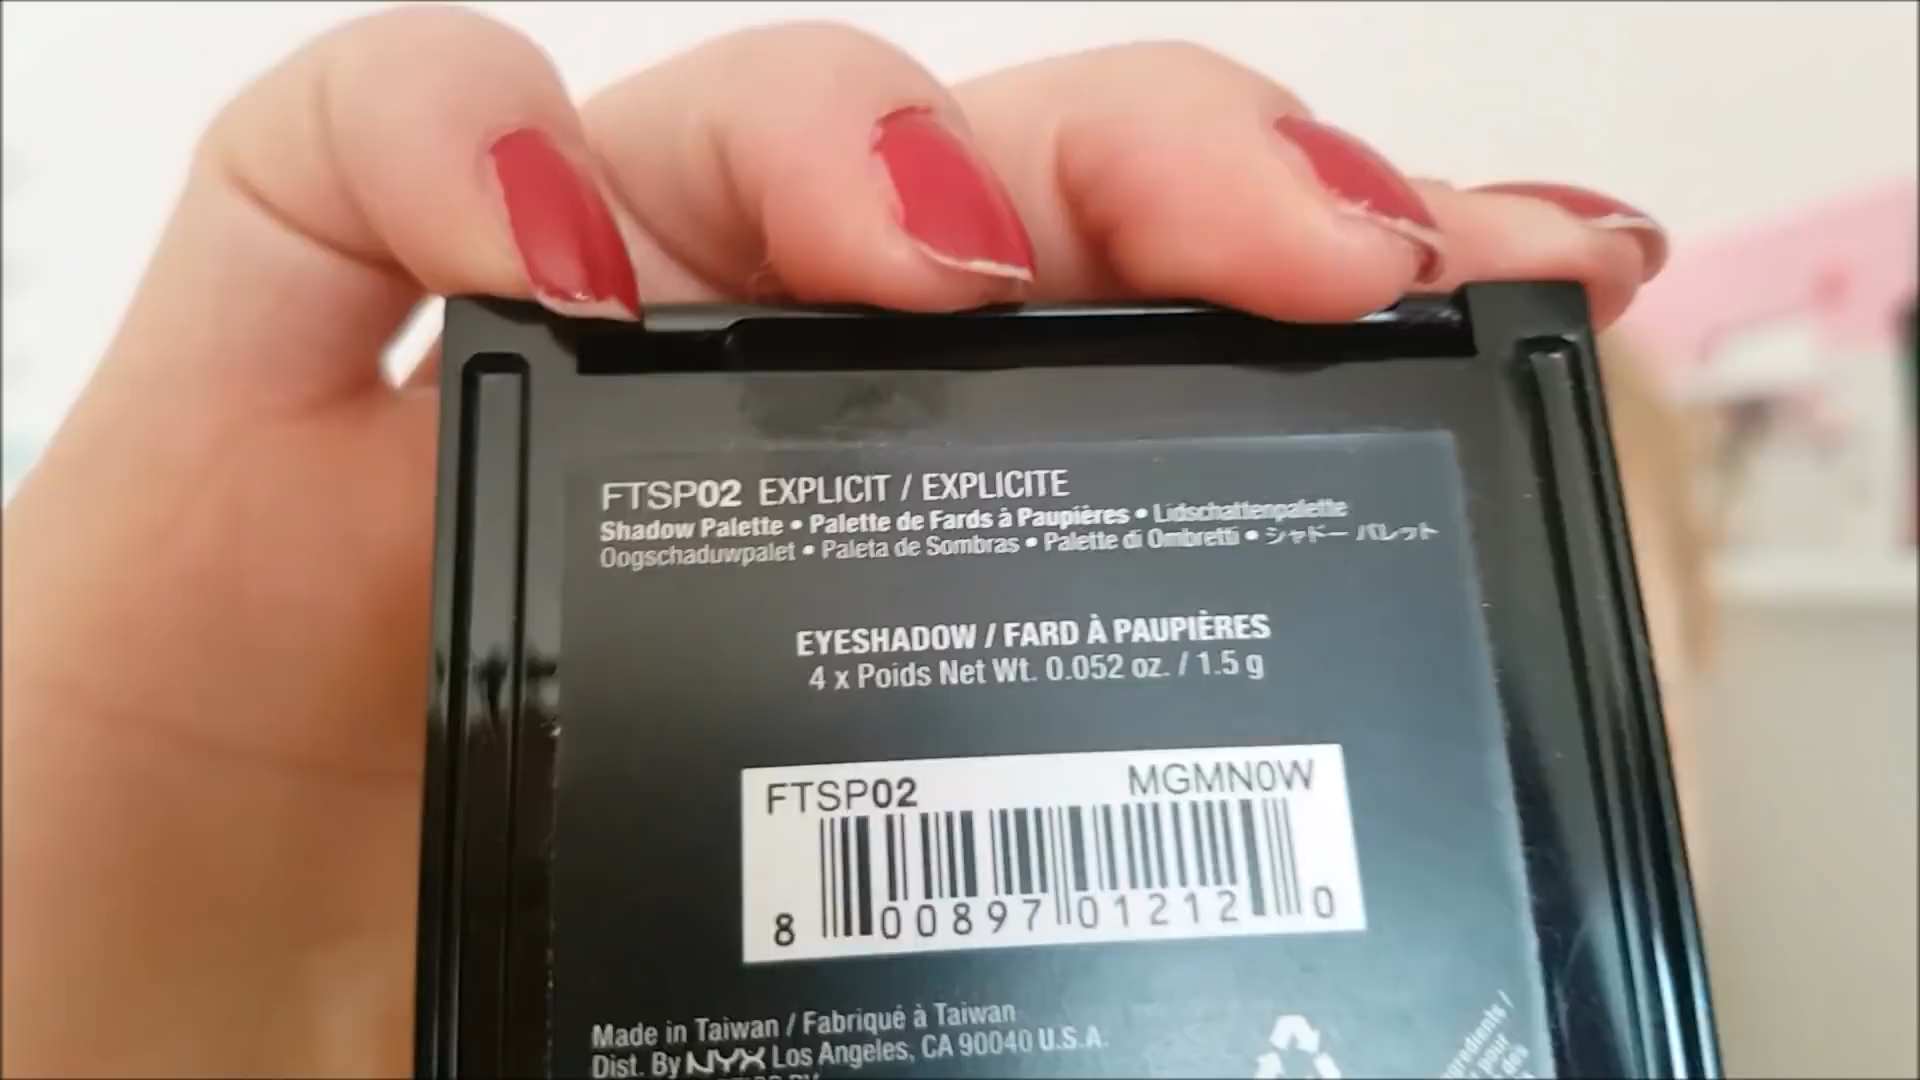 FTSP02 EXPLICIT / EXPLICITE
Shadow Palette • Palette de Fards à Paupières • Lidschattenpalette
Oogschaduwpalet • Paleta de Sombras • Palette di Ombretti • シャドー パレット
EYESHADOW / FARD À PAUPIÈRES
4 x Poids Net Wt. 0.052 oz. / 1.5 g
FTSP02 MGMN0W
8 00897 01212 0
Made in Taiwan / Fabriqué à Taiwan
Dist. By NYX Los Angeles, CA 90040 U.S.A.